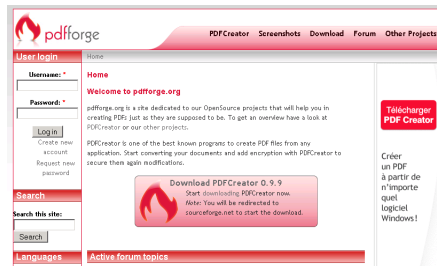 pdfforge
PDFCreator Screenshots Download Forum Other Projects
User login
Home
Username: *
Password: *
Log in
Create new
account
Request new
password
Search
Search this site:
Search
Languages
Home
Welcome to pdfforge.org
pdfforge.org is a site dedicated to our OpenSource projects that will help you in
creating PDFs just as they are supposed to be. To get an overview have a look at
PDFCreator or our other projects.
PDFCreator is one of the best known programs to create PDF files from any
application. Start converting your documents and add encryption with PDFCreator to
secure them again modifications.
Download PDFCreator 0.9.9
Start downloading PDFCreator now.
Note: You will be redirected to
sourceforge.net to start the download.
Active forum topics
Télécharger
PDF Creator
Créer
un PDF
à partir de
n'importe
quel
logiciel
Windows!